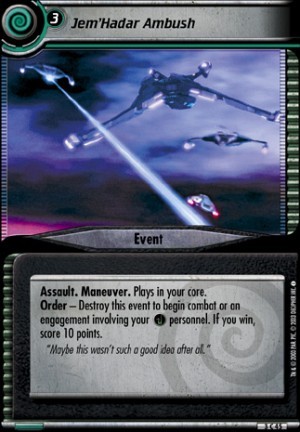 3
Jem'Hadar Ambush
Event
Assault. Maneuver. Plays in your core.
Order – Destroy this event to begin combat or an
engagement involving your personnel. If you win,
score 10 points.
"Maybe this wasn't such a good idea after all."
3 C 45